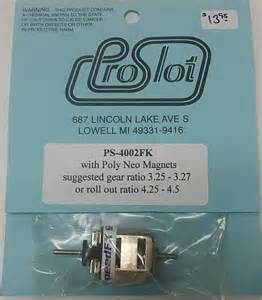 WARNING: THIS PRODUCT CONTAINS
A CHEMICAL KNOWN TO THE STATE
OF CALIFORNIA TO CAUSE CANCER
OR BIRTH DEFECTS OR OTHER
REPRODUCTIVE HARM
$13.95
ProSlot
687 LINCOLN LAKE AVE S
LOWELL MI 49331-9416
PS-4002FK
with Poly Neo Magnets
suggested gear ratio 3.25 - 3.27
or roll out ratio 4.25 - 4.5